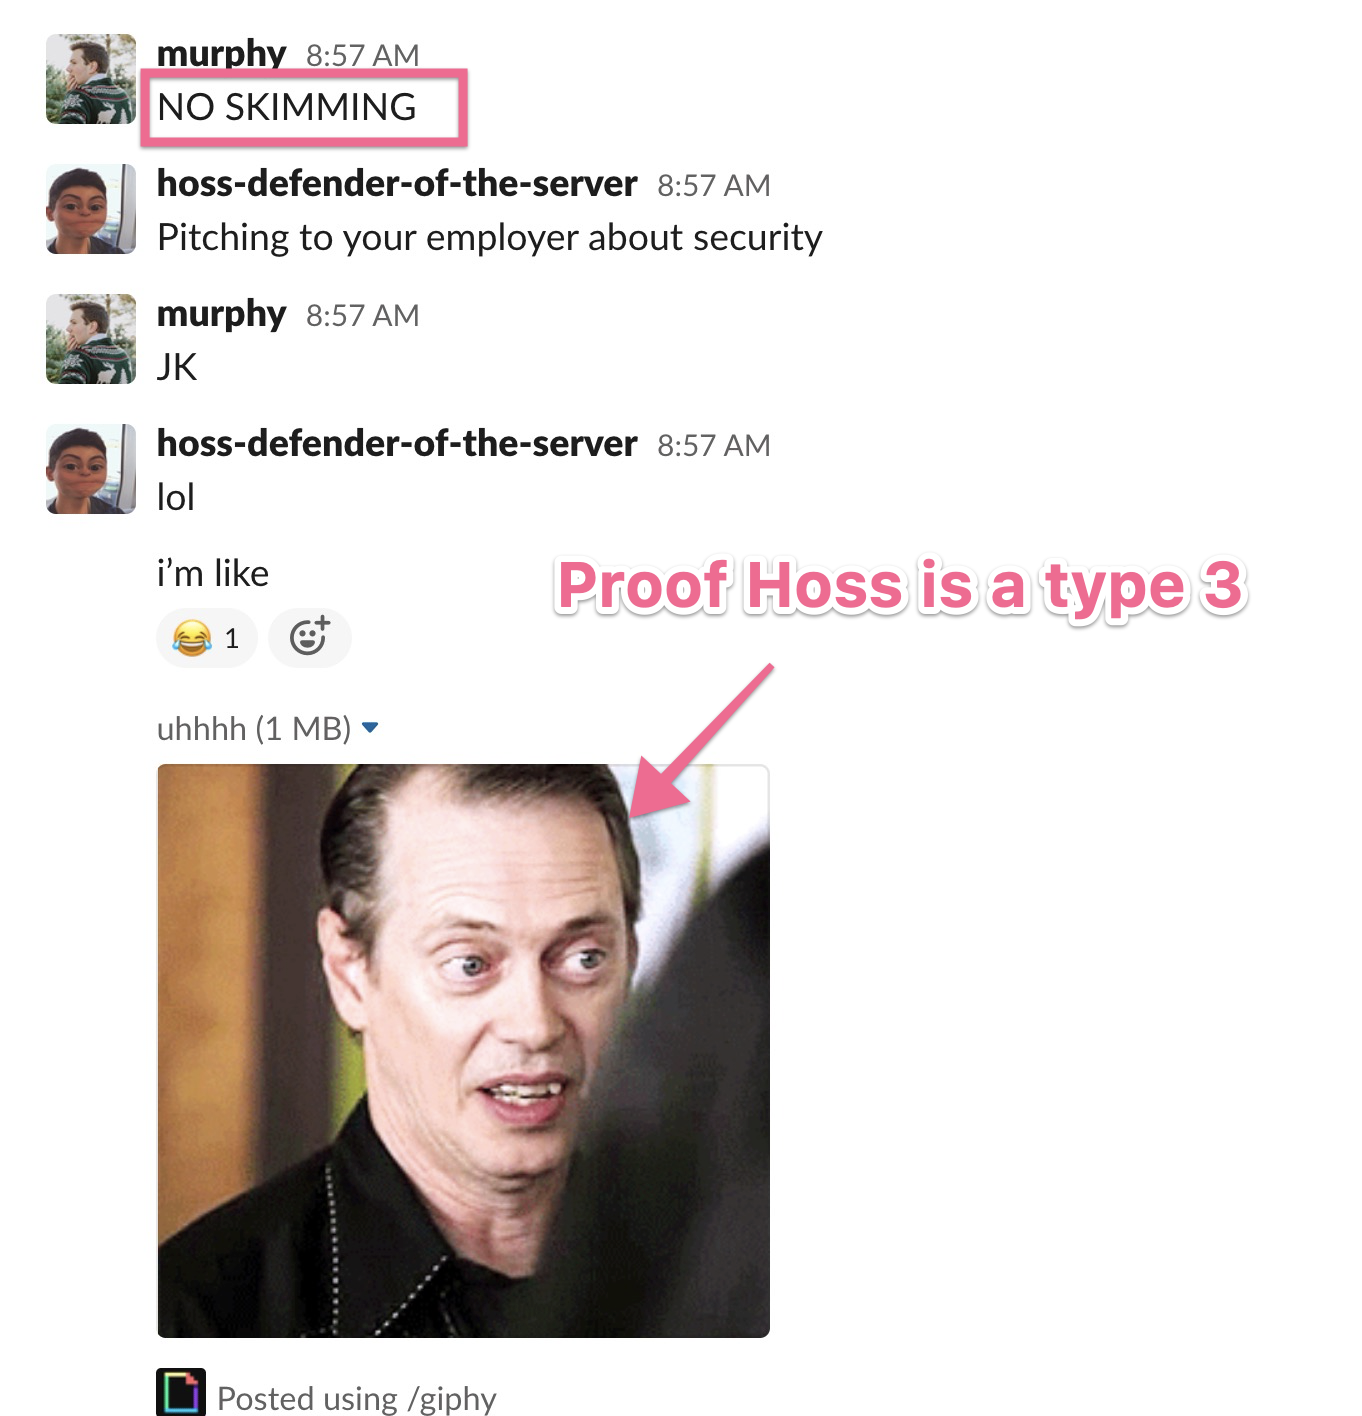 murphy 8:57 AM
NO SKIMMING
hoss-defender-of-the-server 8:57 AM
Pitching to your employer about security
murphy 8:57 AM
JK
hoss-defender-of-the-server 8:57 AM
lol
i’m like
Proof Hoss is a type 3
1
uhhhh (1 MB)
Posted using /giphy